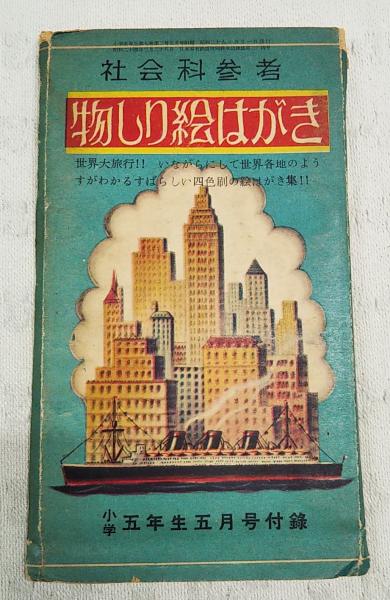 社会科参考
物しり絵はがき
世界大旅行!! いながらにして世界各地のよう
すがわかるすばらしい四色刷の絵はがき集!!
小学五年生五月号付録